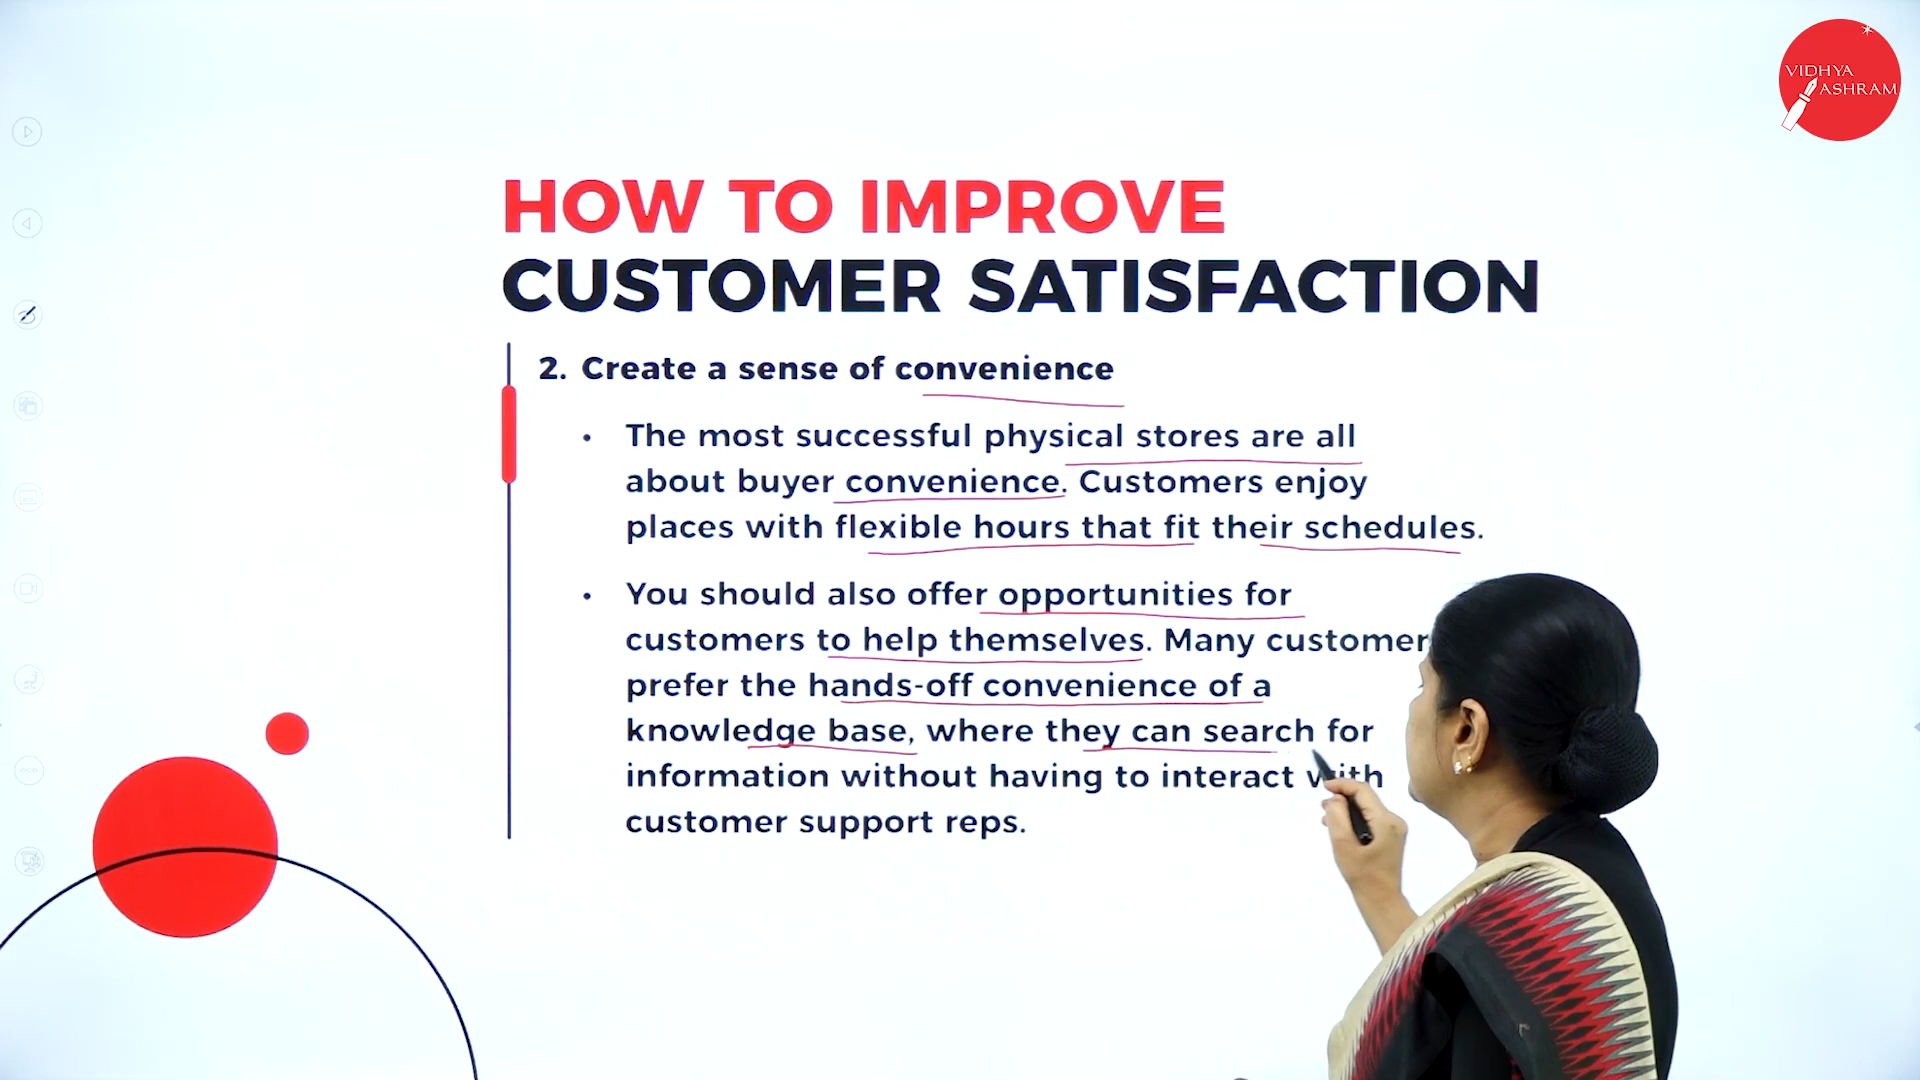 VIDHYA
ASHRAM
HOW TO IMPROVE
CUSTOMER SATISFACTION
2. Create a sense of convenience
• The most successful physical stores are all
about buyer convenience. Customers enjoy
places with flexible hours that fit their schedules.
• You should also offer opportunities for
customers to help themselves. Many customer
prefer the hands-off convenience of a
knowledge base, where they can search for
information without having to interact with
customer support reps.